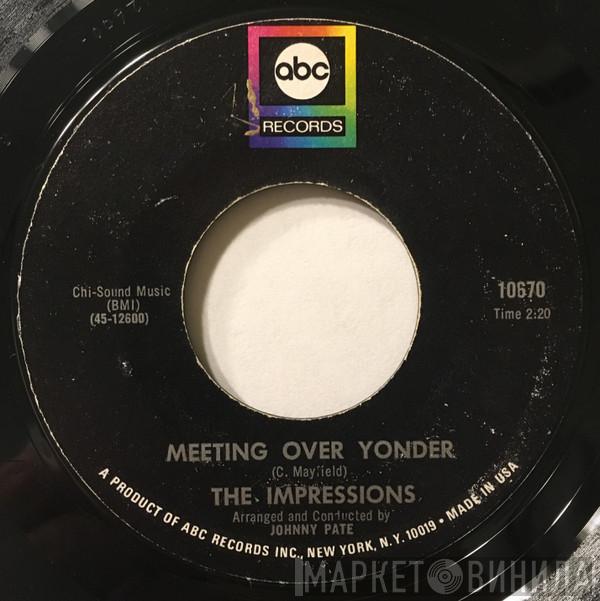 abc
RECORDS
Chi-Sound Music
(BMI)
(45-12600)
10670
Time 2:20
MEETING OVER YONDER
(C. Mayfield)
THE IMPRESSIONS
Arranged and Conducted by
JOHNNY PATE
A PRODUCT OF ABC RECORDS INC., NEW YORK, N.Y. 10019 • MADE IN USA
МАРКЕТ ВИНИЛА